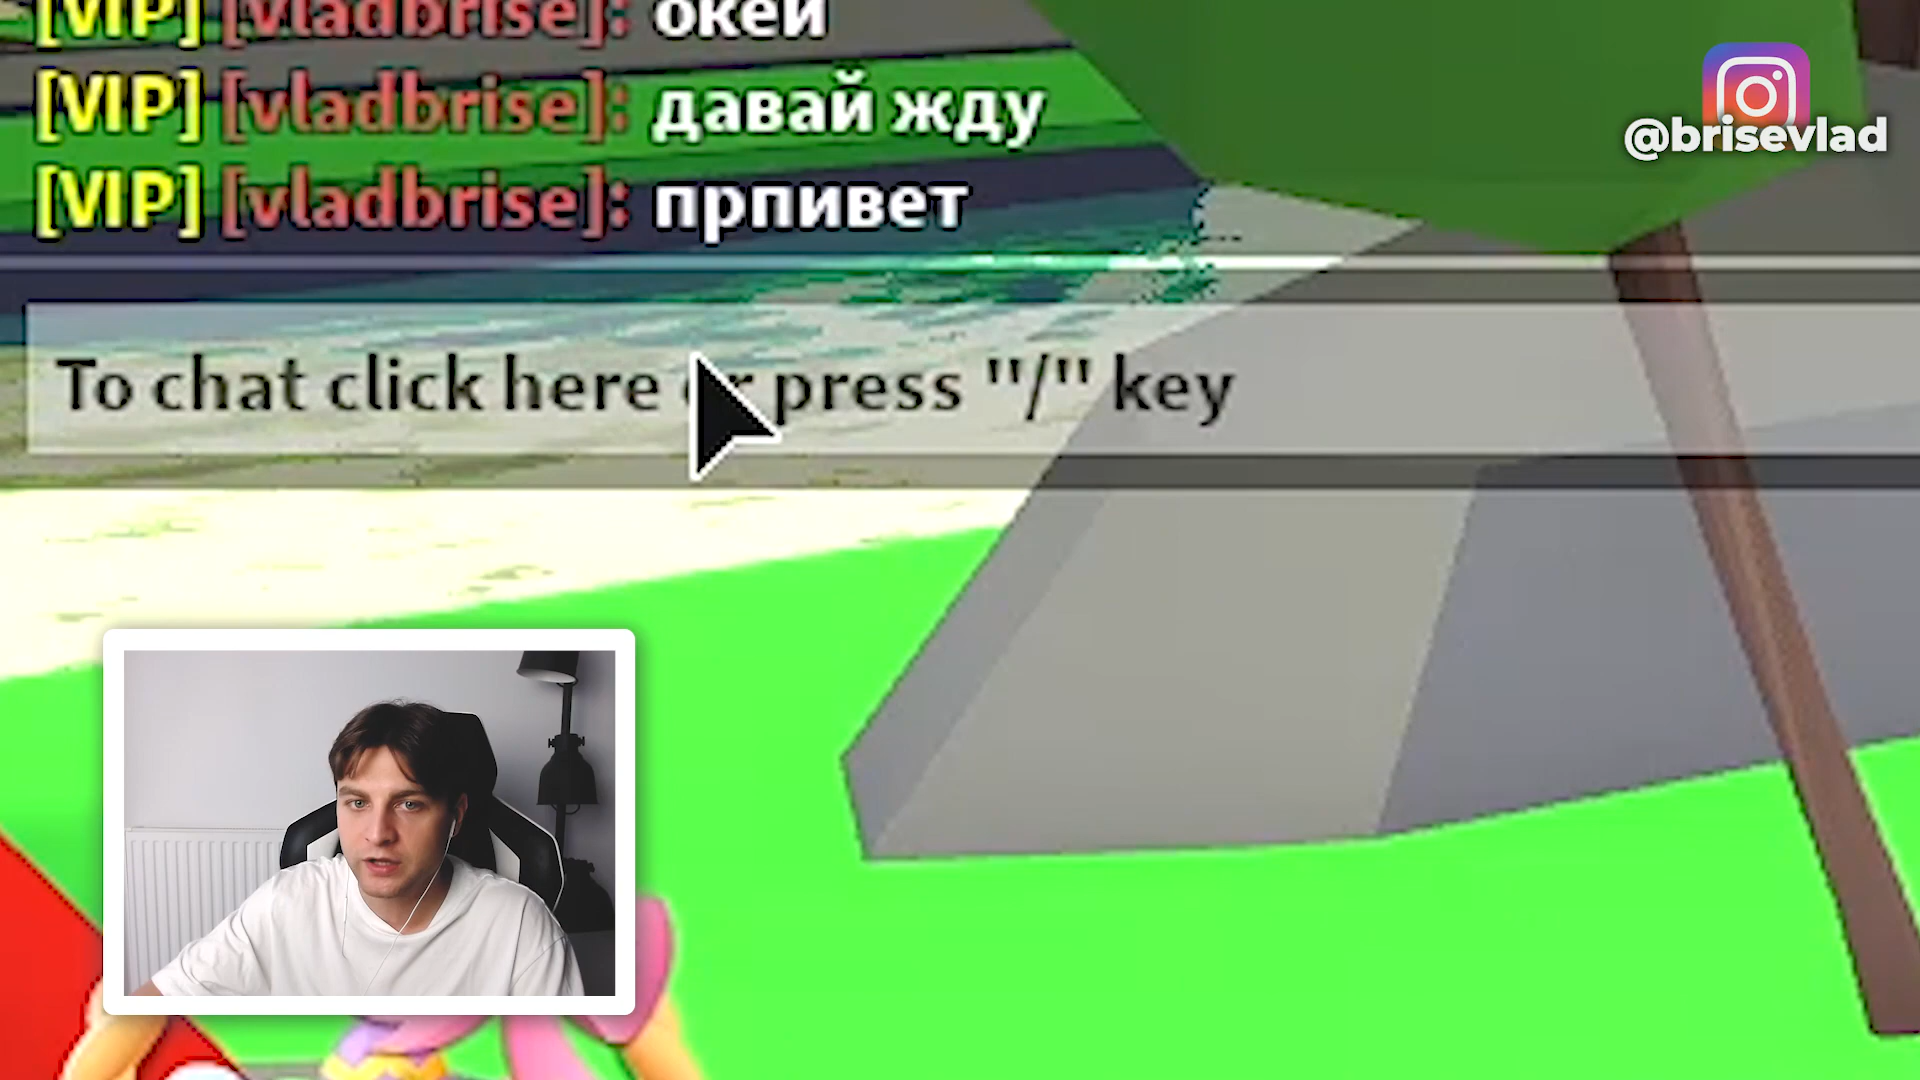 [VIP] [vladbrise]: окей
[VIP] [vladbrise]: давай жду
[VIP] [vladbrise]: прпивет
@brisevlad
To chat click here or press "/" key